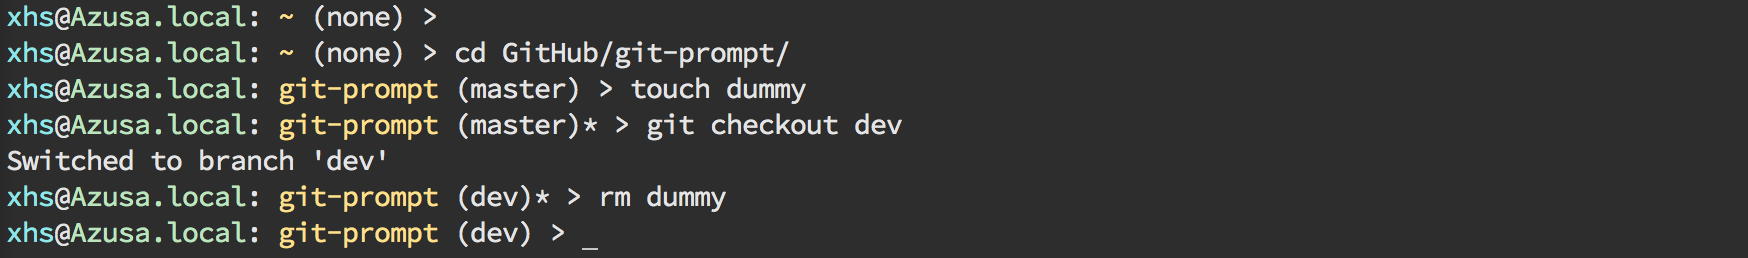 xhs@Azusa.local: ~ (none) >
xhs@Azusa.local: ~ (none) > cd GitHub/git-prompt/
xhs@Azusa.local: git-prompt (master) > touch dummy
xhs@Azusa.local: git-prompt (master)* > git checkout dev
Switched to branch 'dev'
xhs@Azusa.local: git-prompt (dev)* > rm dummy
xhs@Azusa.local: git-prompt (dev) > _